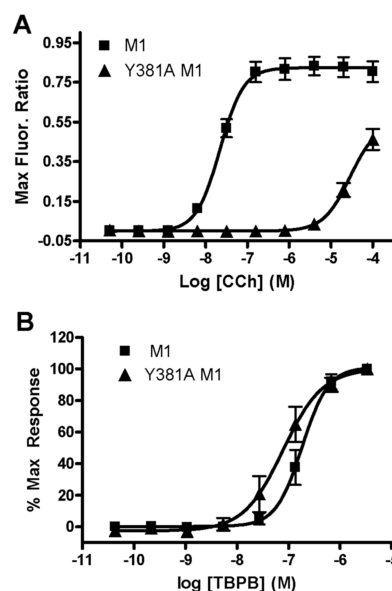 A
M1
Y381A M1
0.95
0.75
0.55
0.35
0.15
-0.05
Max Fluor. Ratio
-11 -10 -9 -8 -7 -6 -5 -4 -3
Log [CCh] (M)
B
M1
Y381A M1
120
100
80
60
40
20
0
% Max Response
-11 -10 -9 -8 -7 -6 -5
log [TBPB] (M)